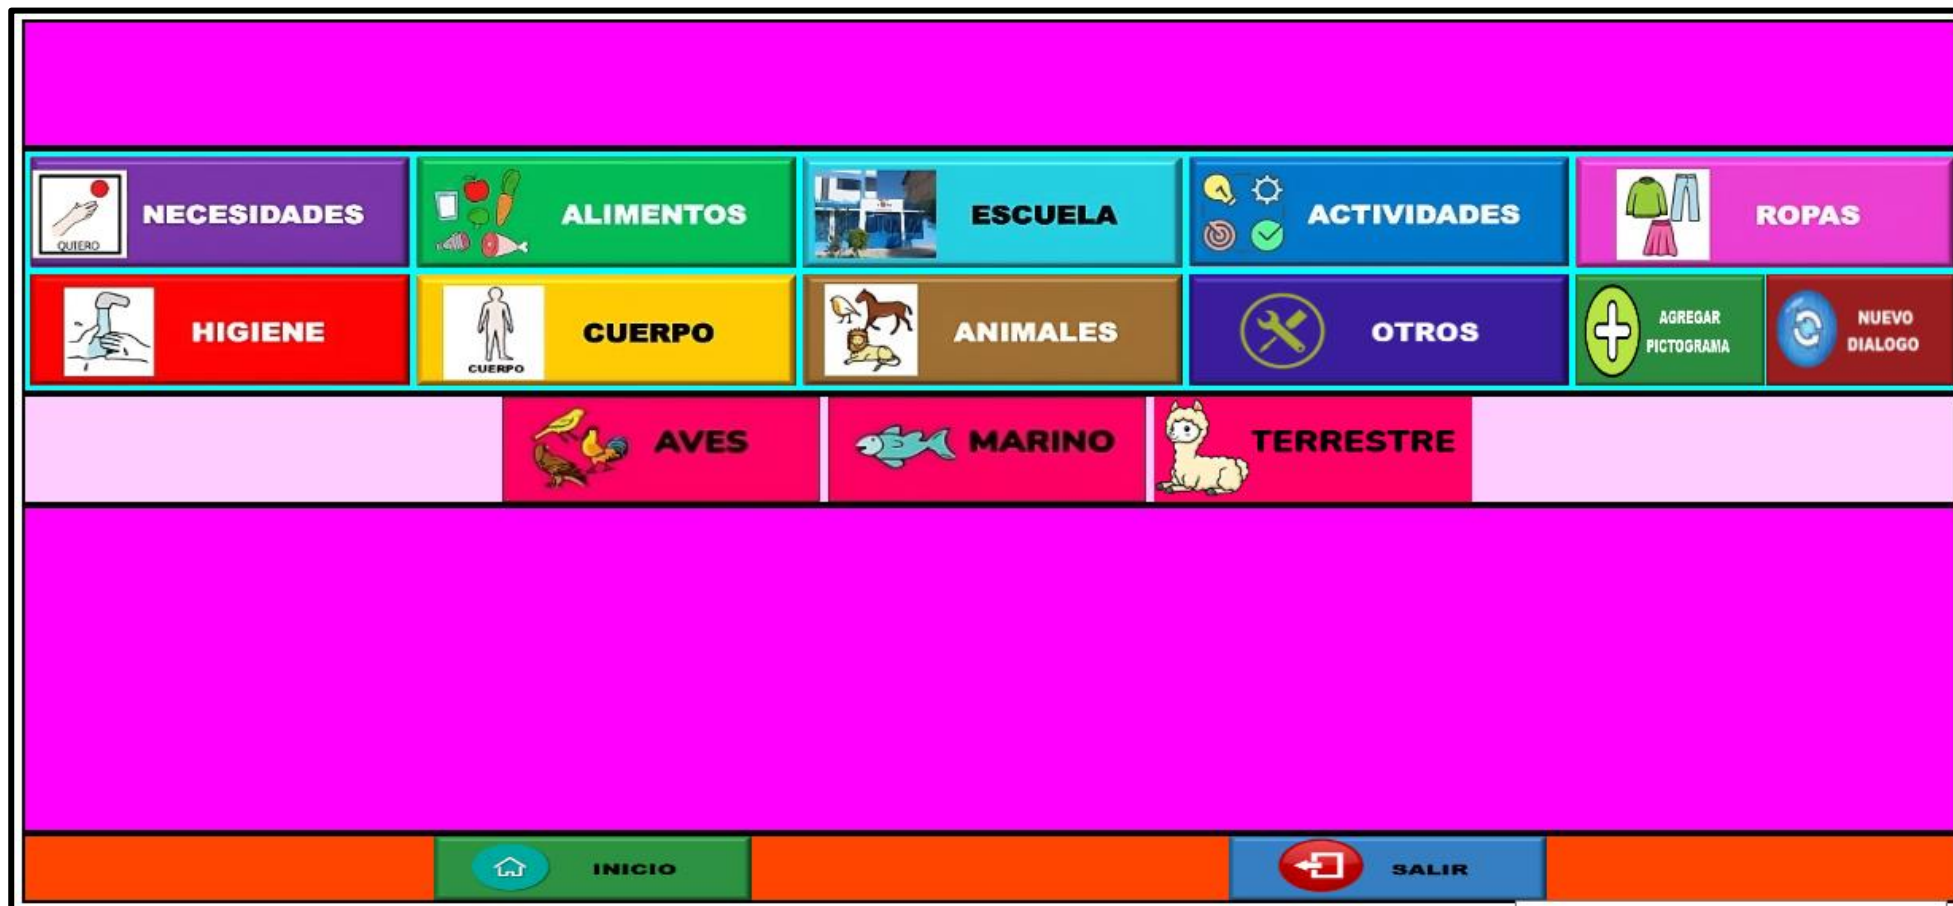 QUIERO
NECESIDADES
ALIMENTOS
ESCUELA
ACTIVIDADES
ROPAS
HIGIENE
CUERPO
CUERPO
ANIMALES
OTROS
AGREGAR
PICTOGRAMA
NUEVO
DIALOGO
AVES
MARINO
TERRESTRE
INICIO
SALIR